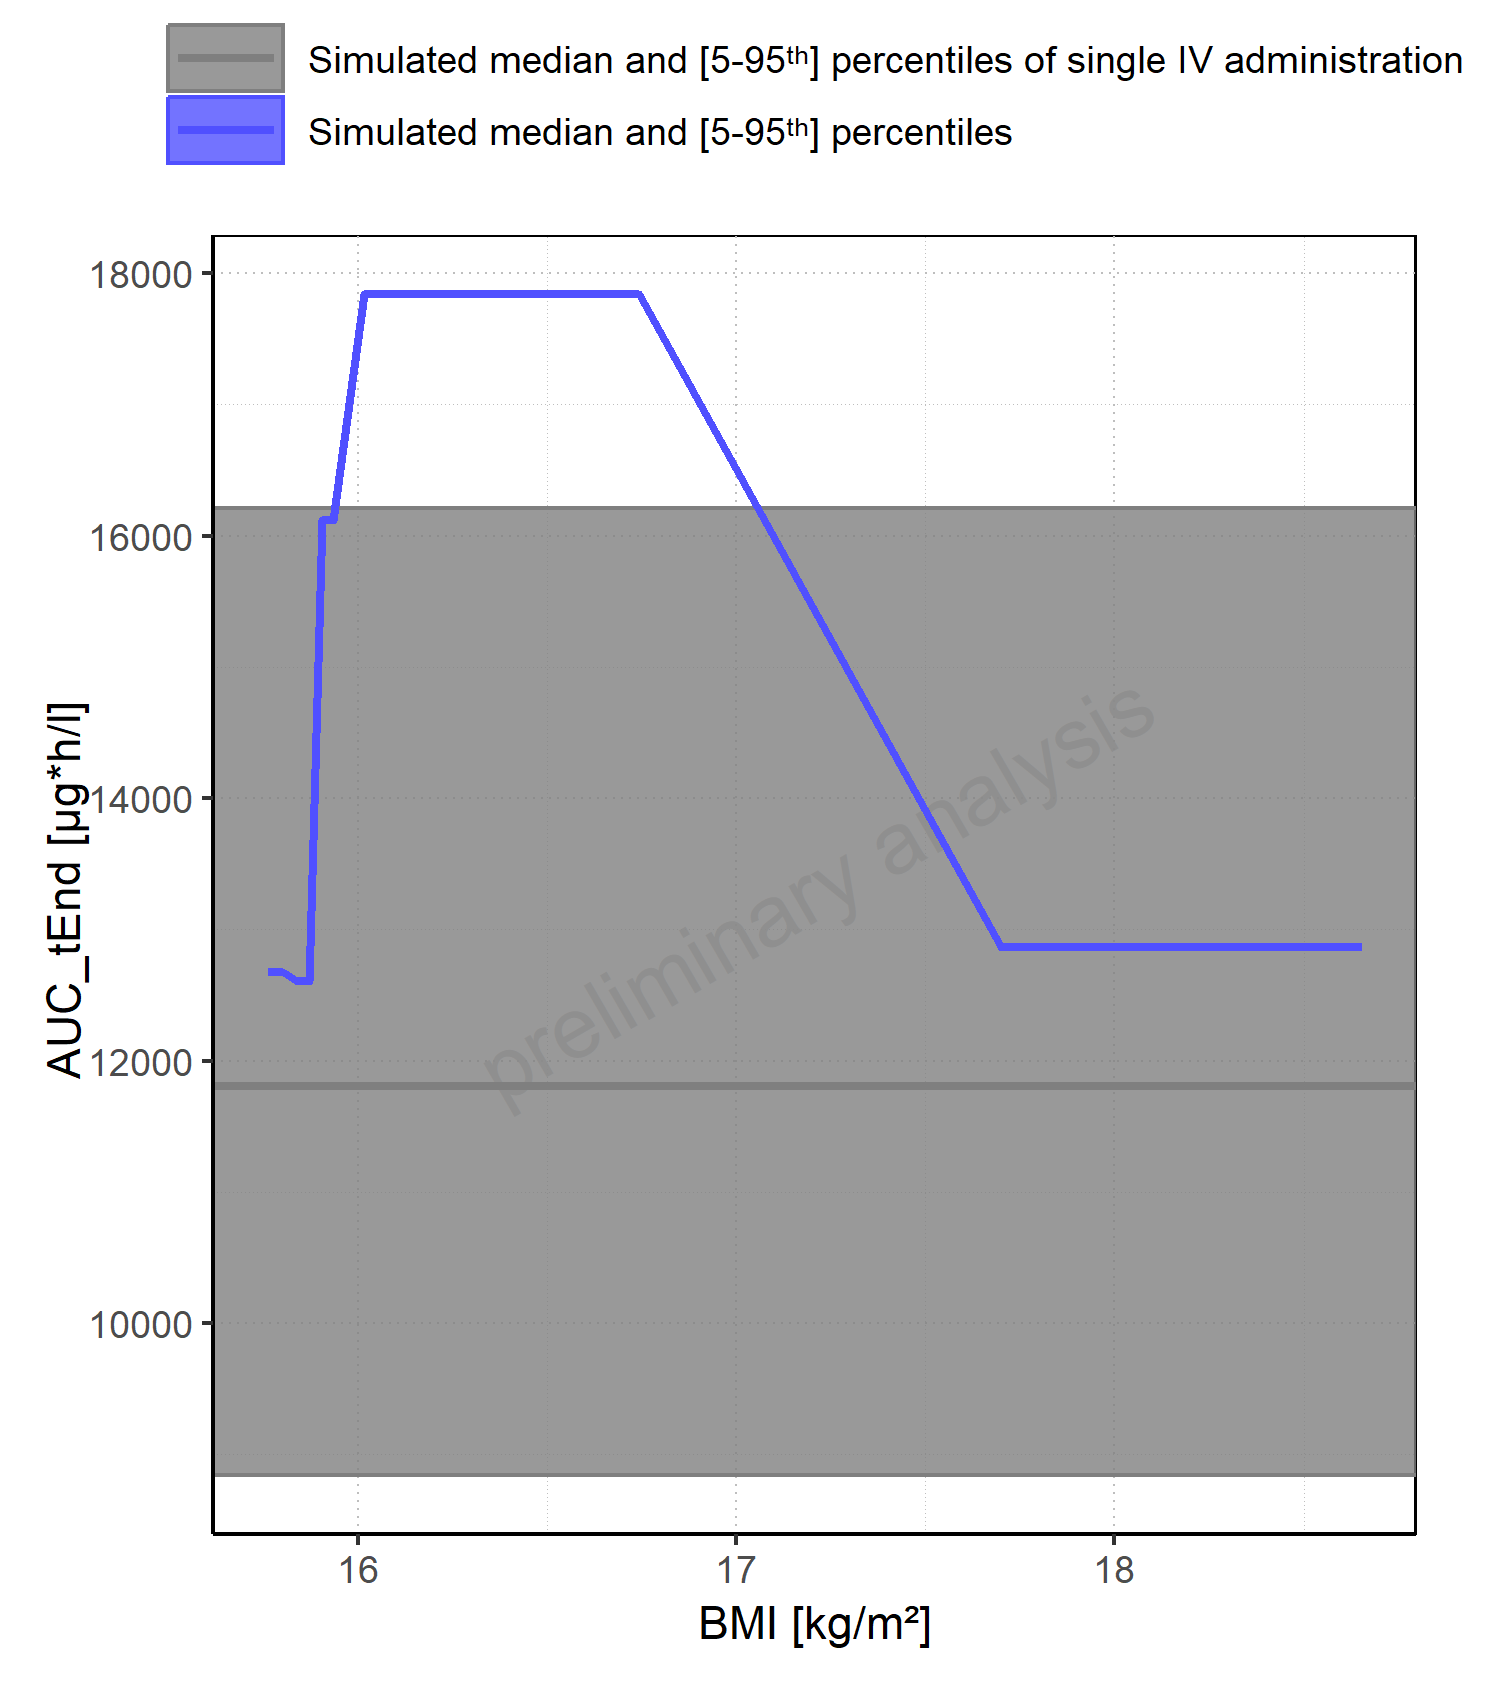 Simulated median and [5-95ᵗʰ] percentiles of single IV administration
Simulated median and [5-95ᵗʰ] percentiles
18000
16000
14000
12000
10000
AUC_tEnd [µg*h/l]
preliminary analysis
16
17
18
BMI [kg/m²]